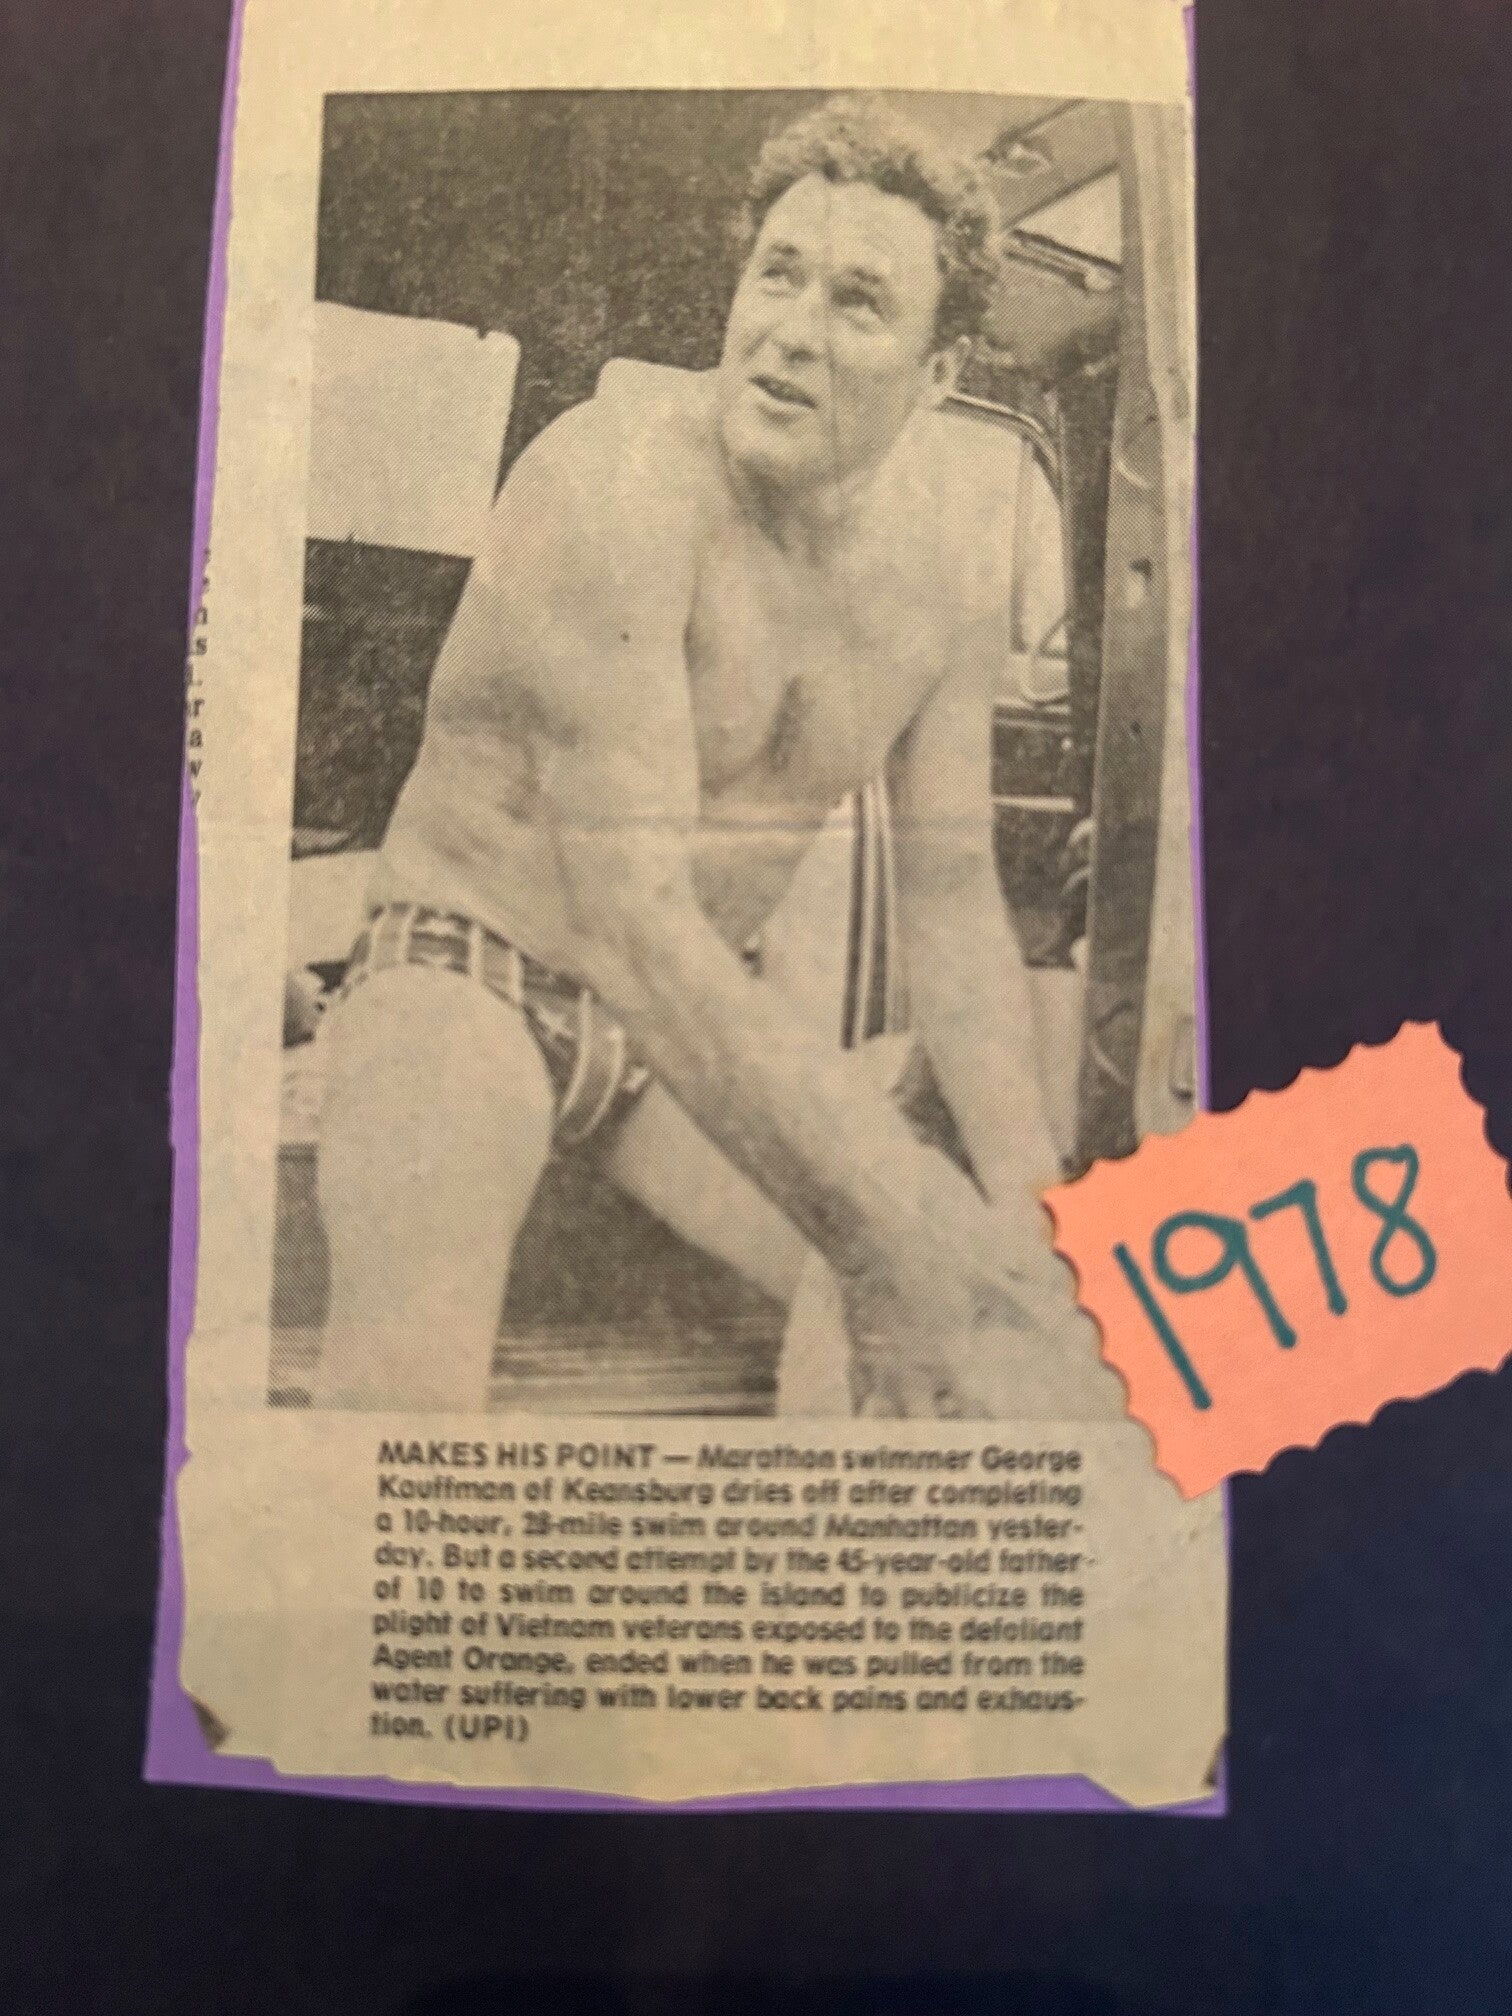 e
n
s
l.
r
a
v
y
1978
MAKES HIS POINT — Marathon swimmer George
Kauffman of Keansburg dries off after completing
a 10-hour, 28-mile swim around Manhattan yester-
day. But a second attempt by the 45-year-old father
of 10 to swim around the island to publicize the
plight of Vietnam veterans exposed to the defoliant
Agent Orange, ended when he was pulled from the
water suffering with lower back pains and exhaus-
tion. (UPI)